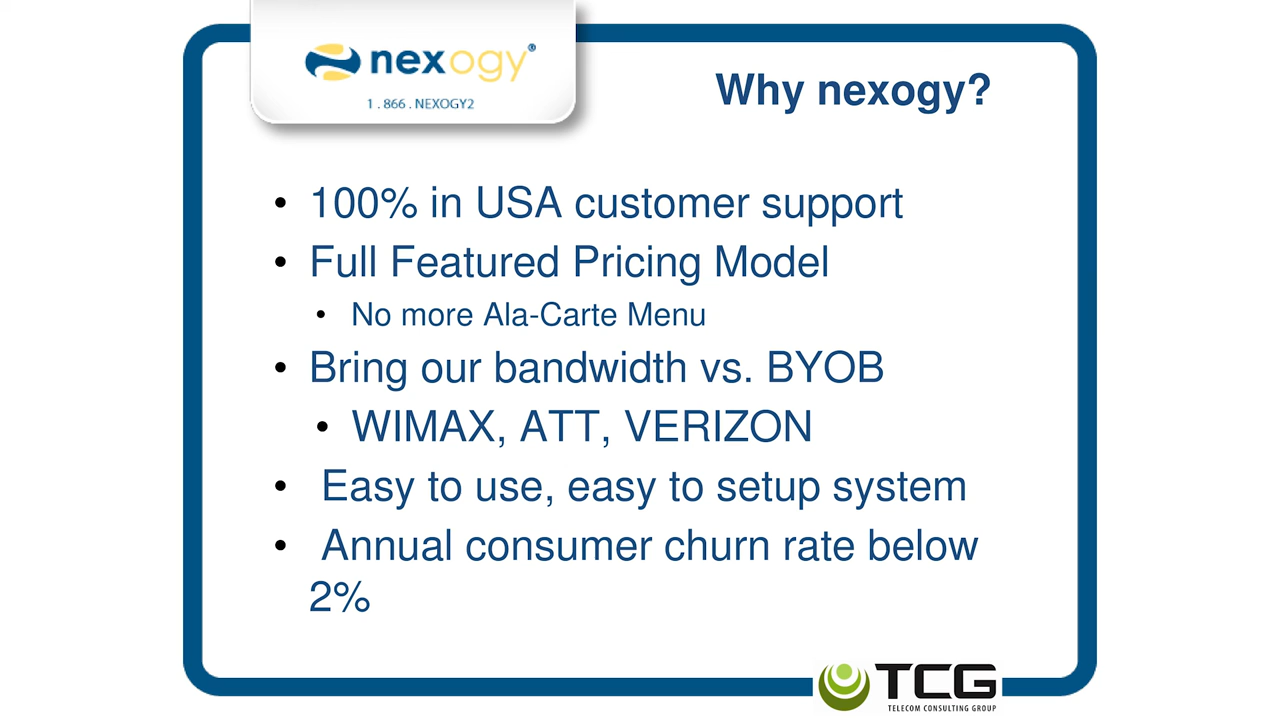 nexogy®
1 . 866 . NEXOGY2
Why nexogy?
• 100% in USA customer support
• Full Featured Pricing Model
• No more Ala-Carte Menu
• Bring our bandwidth vs. BYOB
• WIMAX, ATT, VERIZON
• Easy to use, easy to setup system
• Annual consumer churn rate below
2%
TCG
TELECOM CONSULTING GROUP